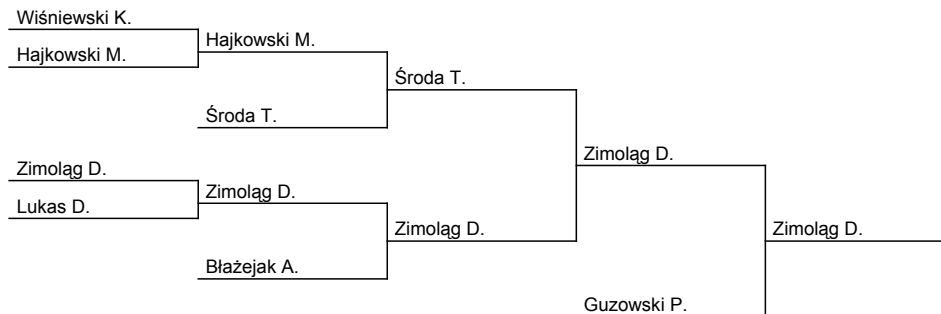 Wiśniewski K.
Hajkowski M.
Hajkowski M.
Środa T.
Środa T.
Zimoląg D.
Zimoląg D.
Lukas D.
Zimoląg D.
Zimoląg D.
Zimoląg D.
Błażejak A.
Guzowski P.